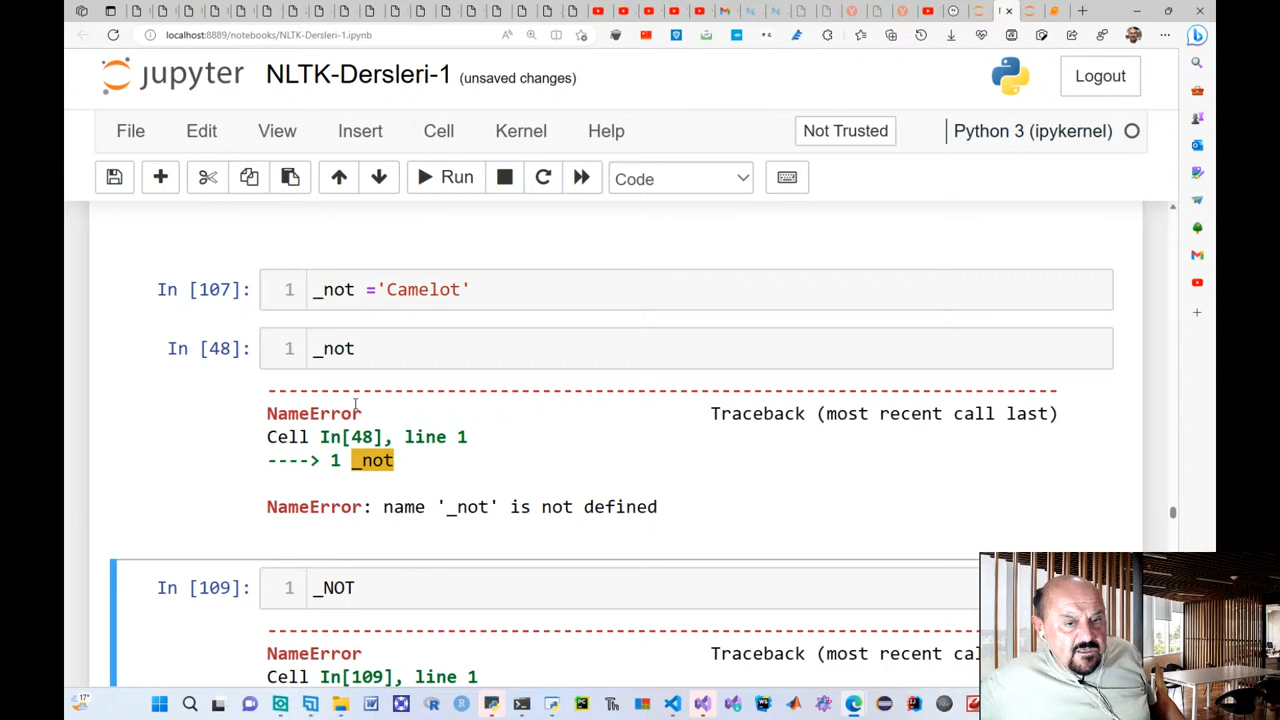 localhost:8889/notebooks/NLTK-Dersleri-1.ipynb
jupyter NLTK-Dersleri-1 (unsaved changes) Logout
File Edit View Insert Cell Kernel Help Not Trusted Python 3 (ipykernel)
Run Code
In [107]: 1 _not ='Camelot'
In [48]: 1 _not
---------------------------------------------------------------------------
NameError Traceback (most recent call last)
Cell In[48], line 1
----> 1 _not
NameError: name '_not' is not defined
In [109]: 1 _NOT
NameError Traceback (most recent cal
Cell In[109], line 1
17°